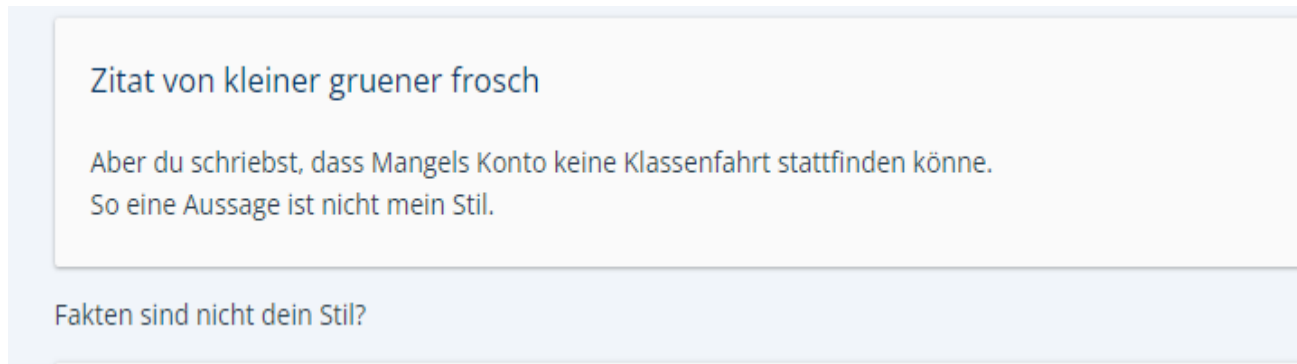 Zitat von kleiner gruener frosch
Aber du schriebst, dass Mangels Konto keine Klassenfahrt stattfinden könne.
So eine Aussage ist nicht mein Stil.
Fakten sind nicht dein Stil?